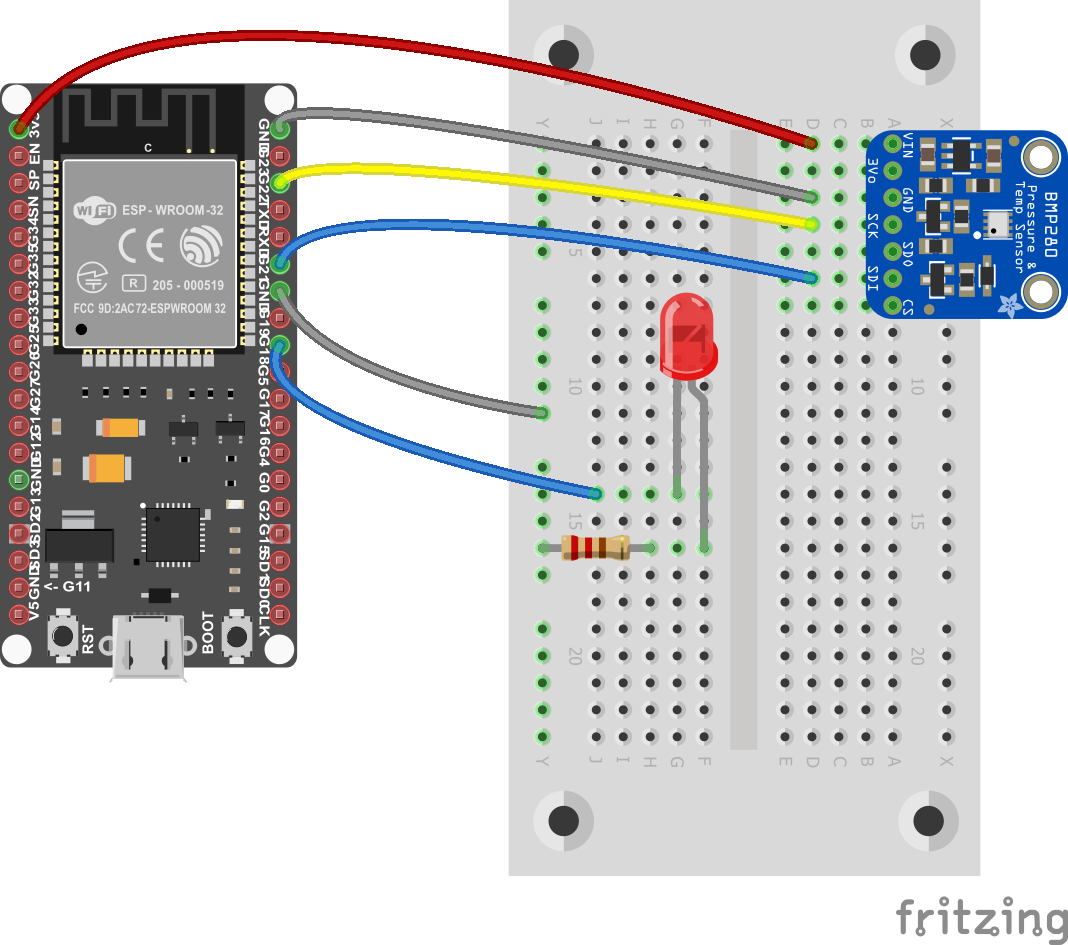 3V3
EN
SP
SN
G34
G35
G32
G33
G25
G26
G27
G14
G12
GND
G13
SD2
SD3
GND
V5
C
WiFi
ESP - WROOM-32
CE
R
205 - 000519
FCC 9D:2AC72-ESPWROOM 32
<- G11
RST
BOOT
GND
G23
G22
TXD
RXD
G21
GND
G19
G18
G5
G17
G16
G4
G0
G2
G15
SD1
SD0
CLK
Y J I H G F E D C B A X
5
10 10
15 15
20 20
Y J I H G F E D C B A X
VIN
3Vo
GND
SCK
SDO
SDI
CS
BMP280
Pressure &
Temp Sensor
fritzing